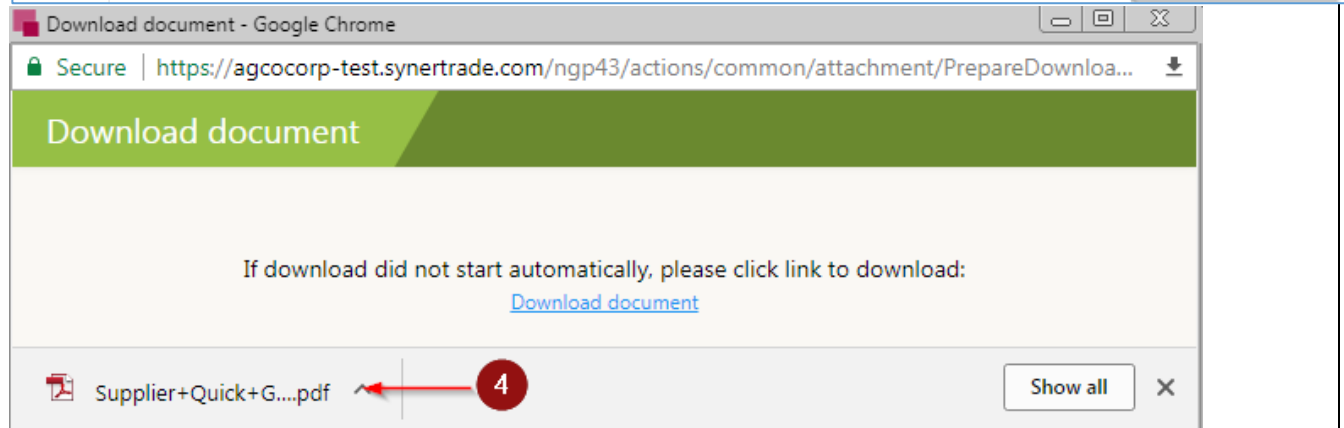 Download document - Google Chrome
Secure | https://agcocorp-test.synertrade.com/ngp43/actions/common/attachment/PrepareDownloa...
Download document
If download did not start automatically, please click link to download:
Download document
Supplier+Quick+G....pdf
4
Show all